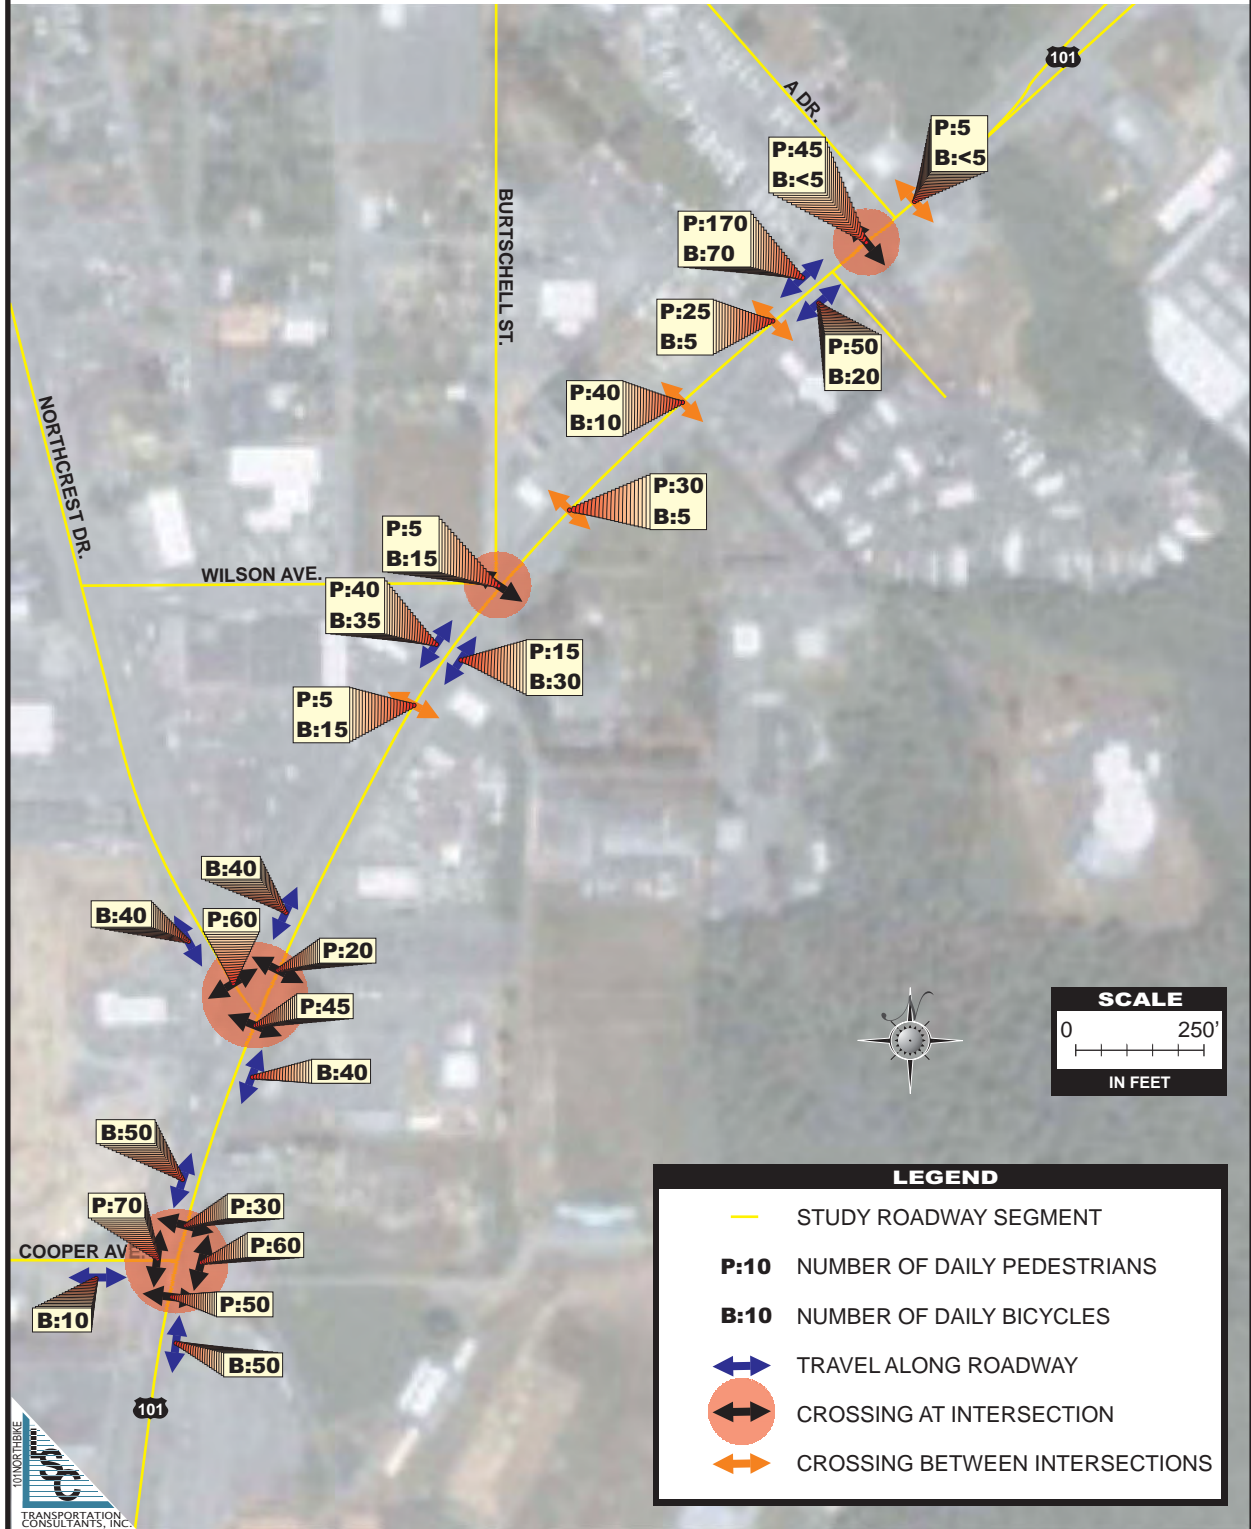 101
A DR.
P:5
B:<5
P:45
B:<5
P:170
B:70
BURTSCHELL ST.
P:25
B:5
P:50
B:20
P:40
B:10
NORTHCREST DR.
P:30
B:5
P:5
B:15
WILSON AVE.
P:40
B:35
P:15
B:30
P:5
B:15
B:40
B:40
P:60
P:20
P:45
B:40
SCALE
0 250'
IN FEET
B:50
P:70
P:30
COOPER AVE.
P:60
P:50
B:10
B:50
101
LEGEND
STUDY ROADWAY SEGMENT
P:10 NUMBER OF DAILY PEDESTRIANS
B:10 NUMBER OF DAILY BICYCLES
TRAVEL ALONG ROADWAY
CROSSING AT INTERSECTION
CROSSING BETWEEN INTERSECTIONS
101NORTHBIKE
LSC
TRANSPORTATION
CONSULTANTS, INC.